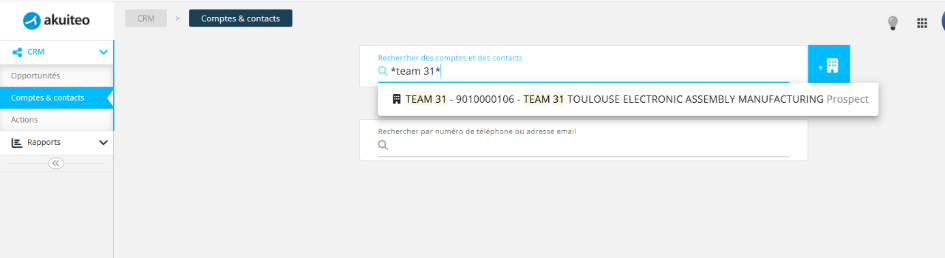 akuiteo
CRM > Comptes & contacts
CRM
Opportunités
Comptes & contacts
Actions
Rapports
Rechercher des comptes et des contacts
*team 31*
+
TEAM 31 - 9010000106 - TEAM 31 TOULOUSE ELECTRONIC ASSEMBLY MANUFACTURING Prospect
Rechercher par numéro de téléphone ou adresse email